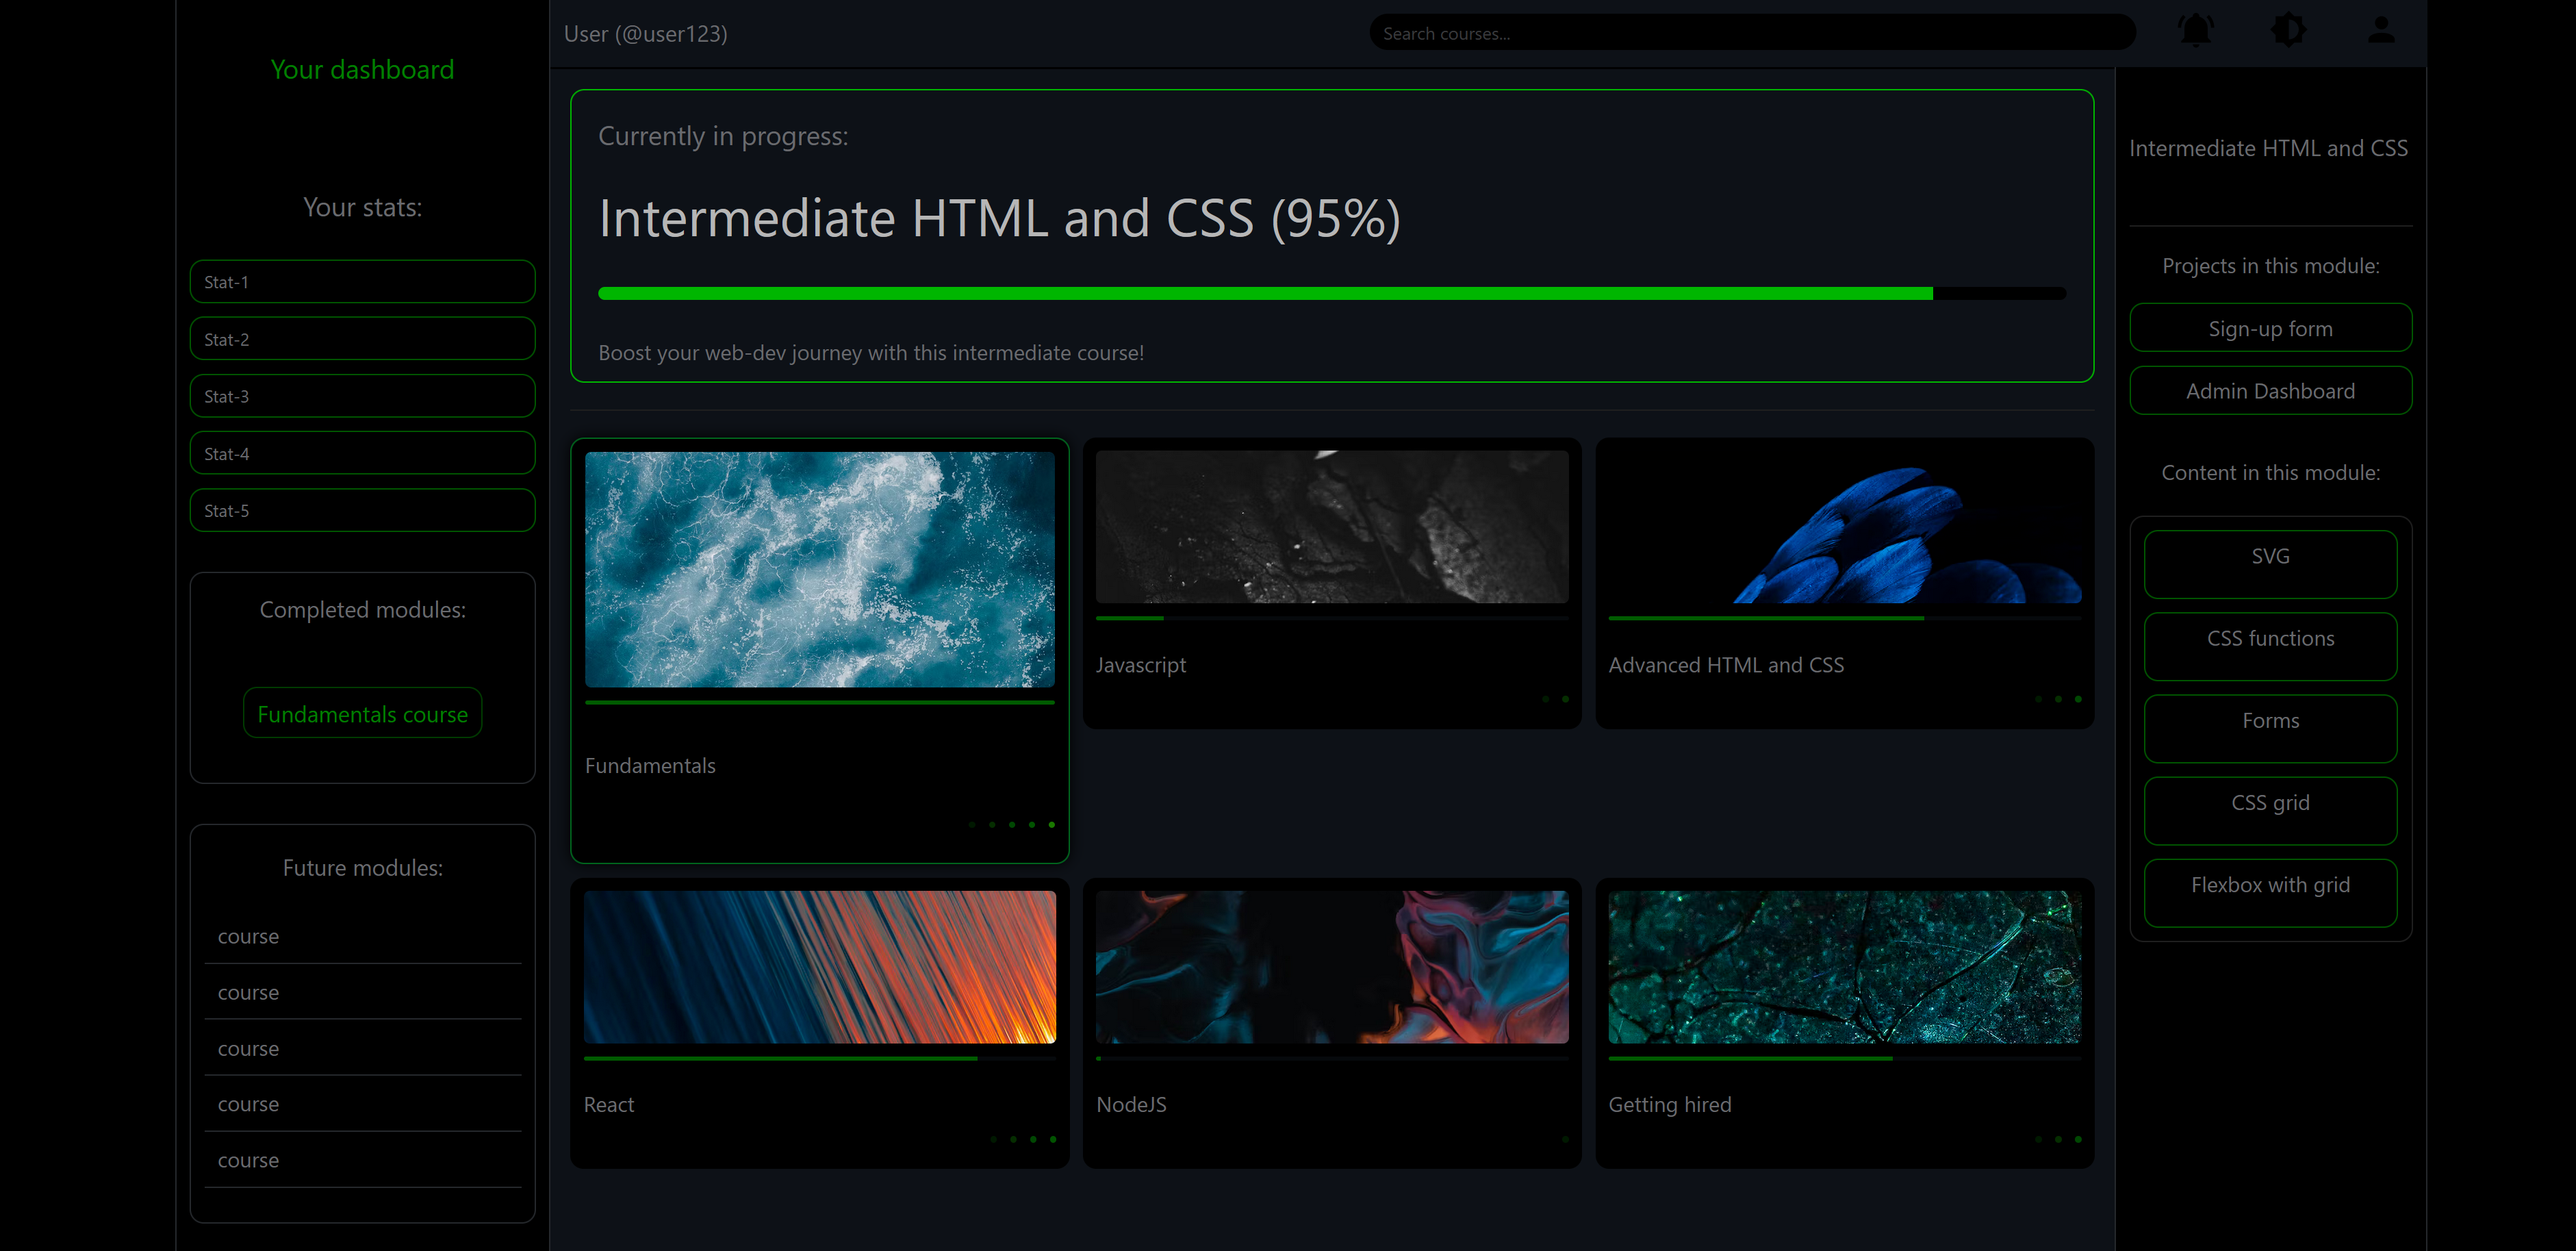 Your dashboard
Your stats:
Stat-1
Stat-2
Stat-3
Stat-4
Stat-5
Completed modules:
Fundamentals course
Future modules:
course
course
course
course
course
User (@user123)
Search courses...
Currently in progress:
Intermediate HTML and CSS (95%)
Boost your web-dev journey with this intermediate course!
Fundamentals
Javascript
Advanced HTML and CSS
React
NodeJS
Getting hired
Intermediate HTML and CSS
Projects in this module:
Sign-up form
Admin Dashboard
Content in this module:
SVG
CSS functions
Forms
CSS grid
Flexbox with grid